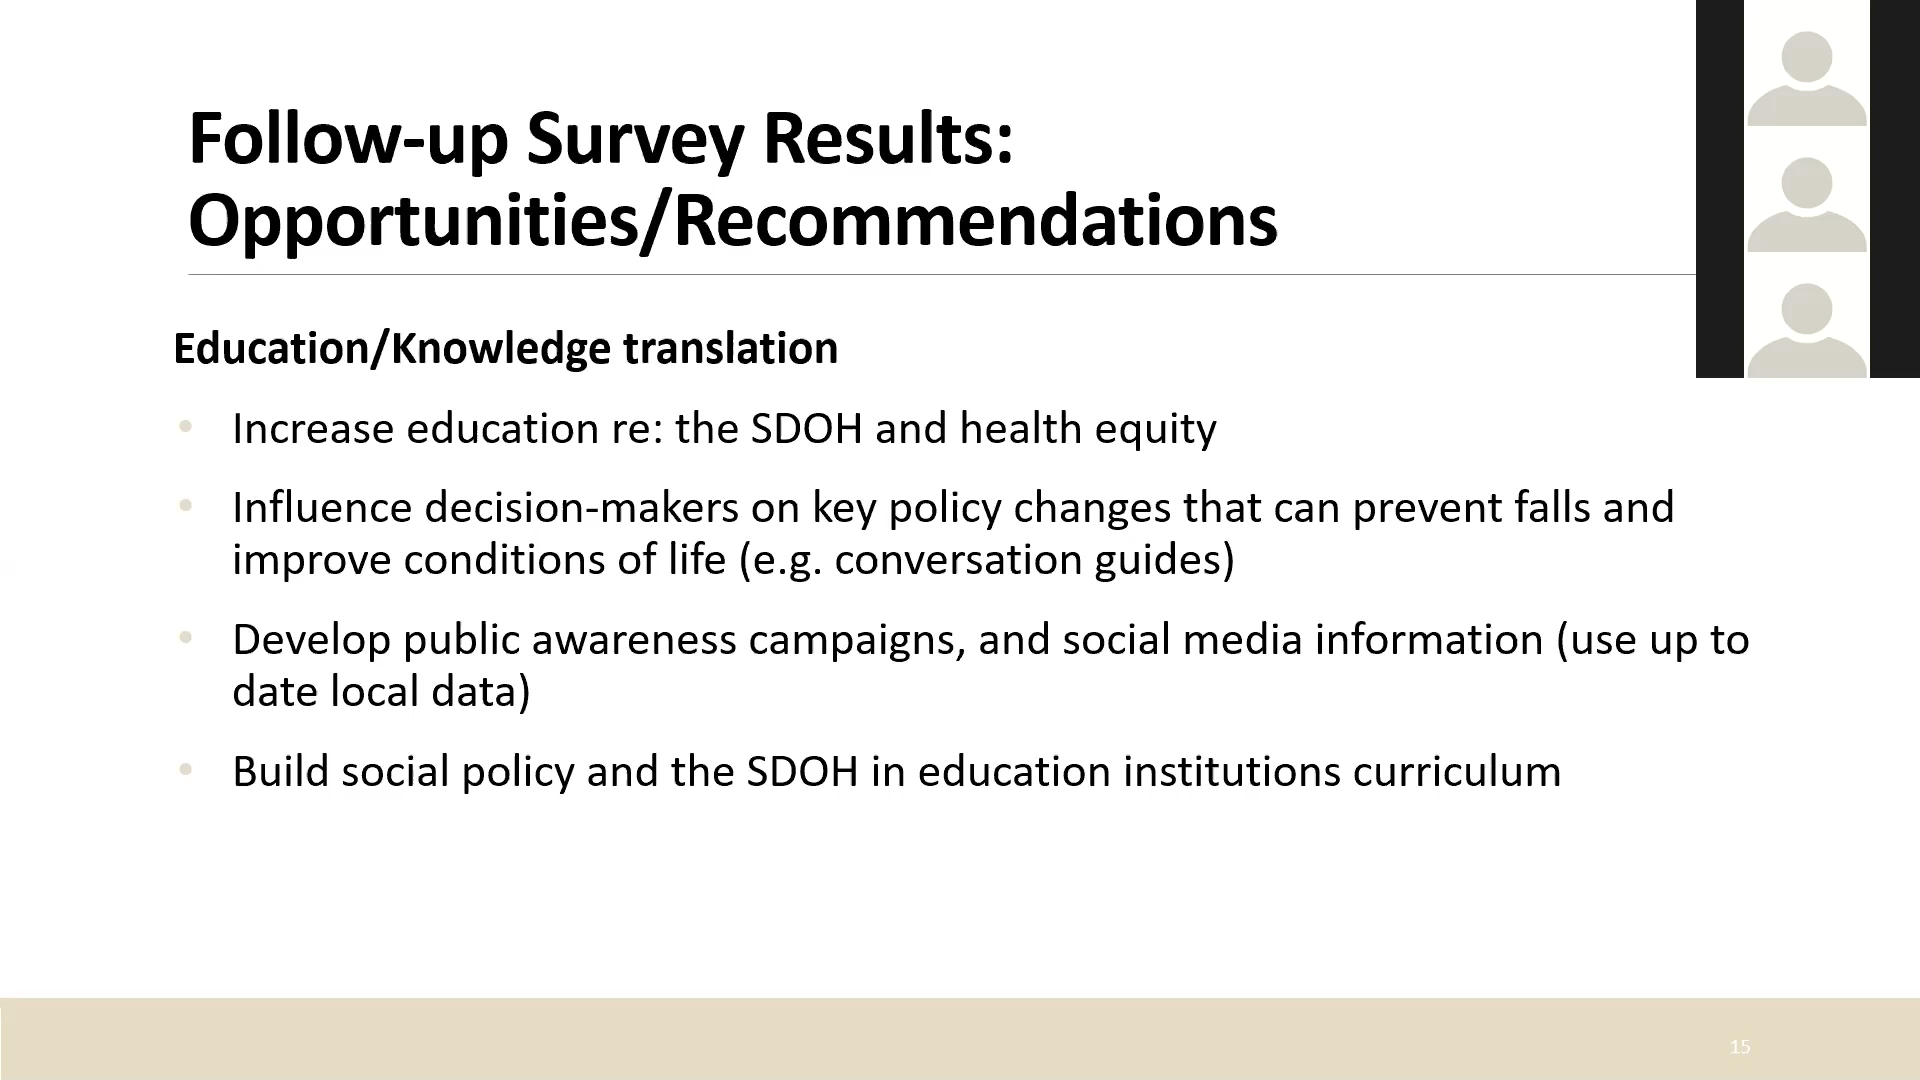 Follow-up Survey Results:
Opportunities/Recommendations
Education/Knowledge translation
• Increase education re: the SDOH and health equity
• Influence decision-makers on key policy changes that can prevent falls and
improve conditions of life (e.g. conversation guides)
• Develop public awareness campaigns, and social media information (use up to
date local data)
• Build social policy and the SDOH in education institutions curriculum
15